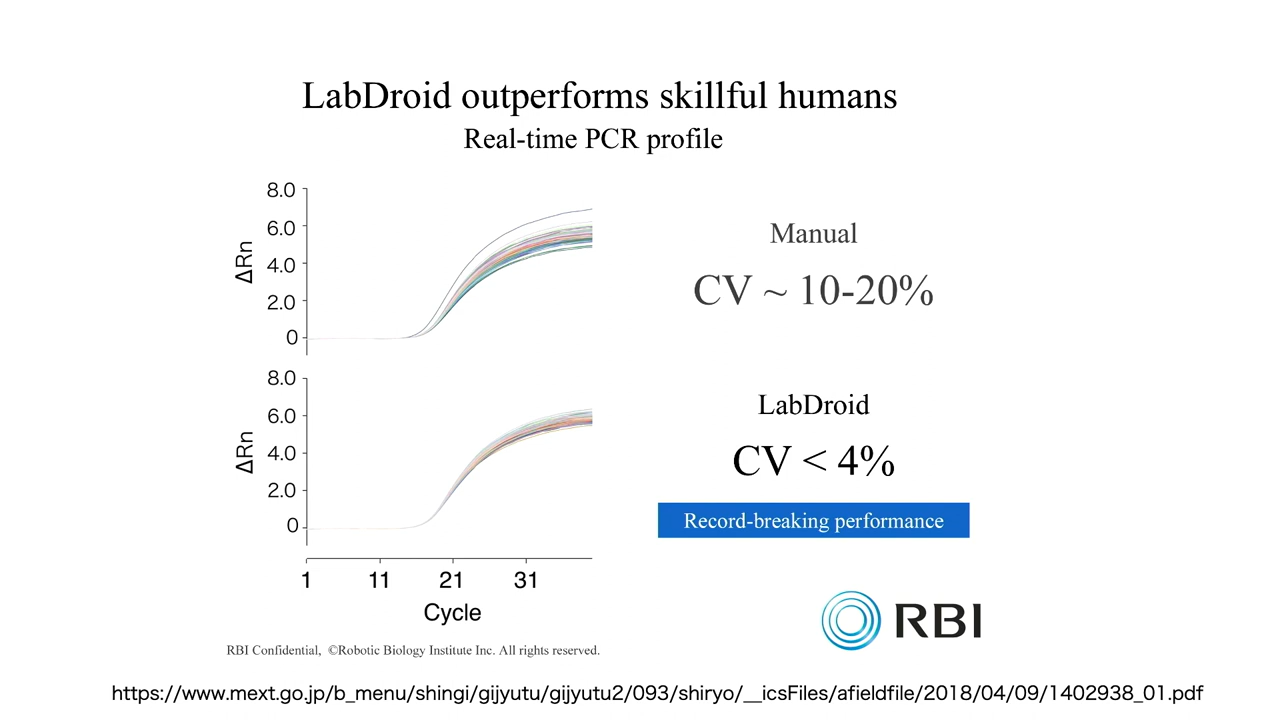 LabDroid outperforms skillful humans
Real-time PCR profile
8.0
6.0
4.0
2.0
0
ΔRn
Manual
CV ~ 10-20%
8.0
6.0
4.0
2.0
0
ΔRn
1 11 21 31
Cycle
LabDroid
CV < 4%
Record-breaking performance
RBI
RBI Confidential, ©Robotic Biology Institute Inc. All rights reserved.
https://www.mext.go.jp/b_menu/shingi/gijyutu/gijyutu2/093/shiryo/__icsFiles/afieldfile/2018/04/09/1402938_01.pdf